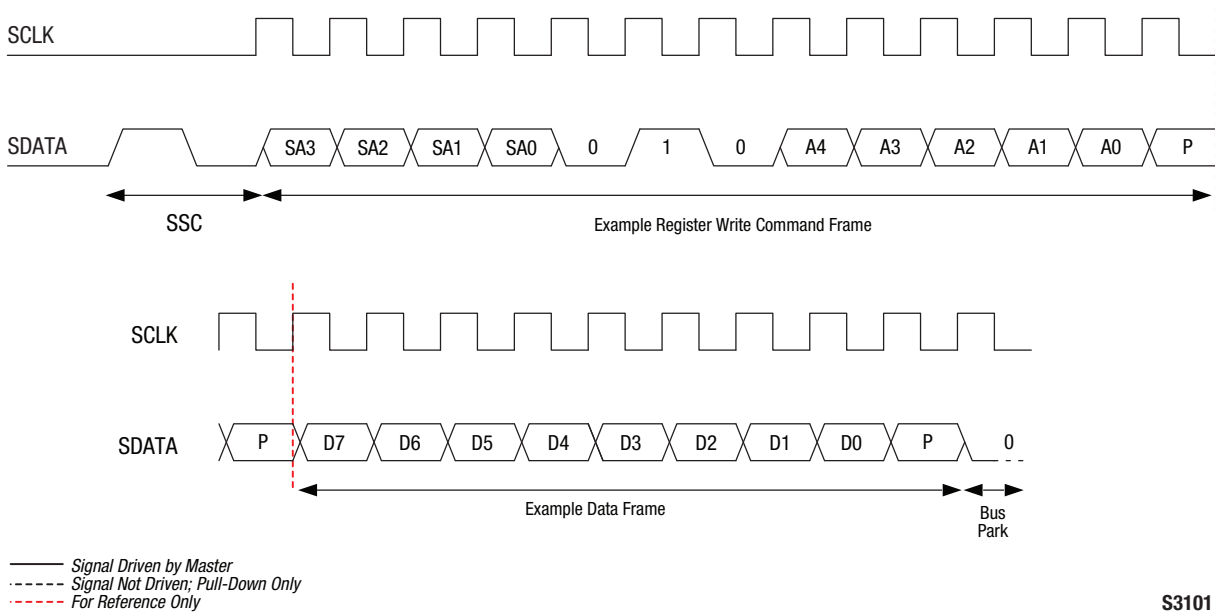 SCLK
SDATA SA3 SA2 SA1 SA0 0 1 0 A4 A3 A2 A1 A0 P
SSC
Example Register Write Command Frame
SCLK
SDATA P D7 D6 D5 D4 D3 D2 D1 D0 P 0
Example Data Frame
Bus
Park
Signal Driven by Master
Signal Not Driven; Pull-Down Only
For Reference Only
S3101